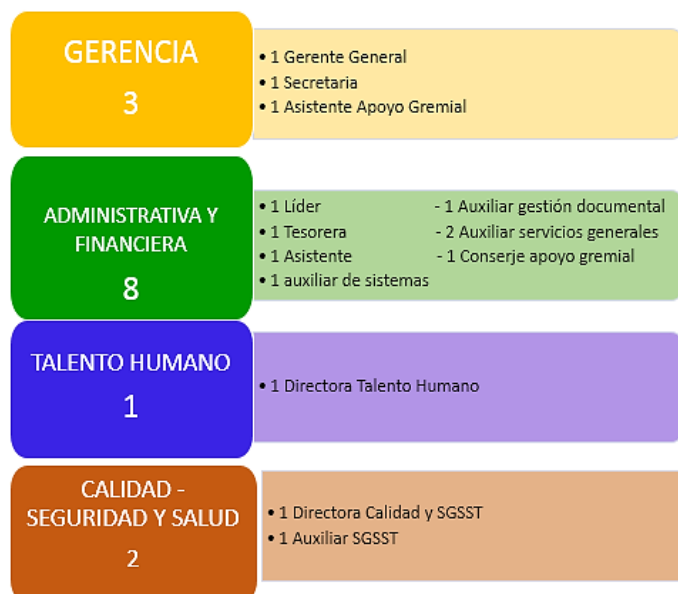 GERENCIA
3
• 1 Gerente General
• 1 Secretaria
• 1 Asistente Apoyo Gremial
ADMINISTRATIVA Y
FINANCIERA
8
• 1 Líder - 1 Auxiliar gestión documental
• 1 Tesorera - 2 Auxiliar servicios generales
• 1 Asistente - 1 Conserje apoyo gremial
• 1 auxiliar de sistemas
TALENTO HUMANO
1
• 1 Directora Talento Humano
CALIDAD -
SEGURIDAD Y SALUD
2
• 1 Directora Calidad y SGSST
• 1 Auxiliar SGSST